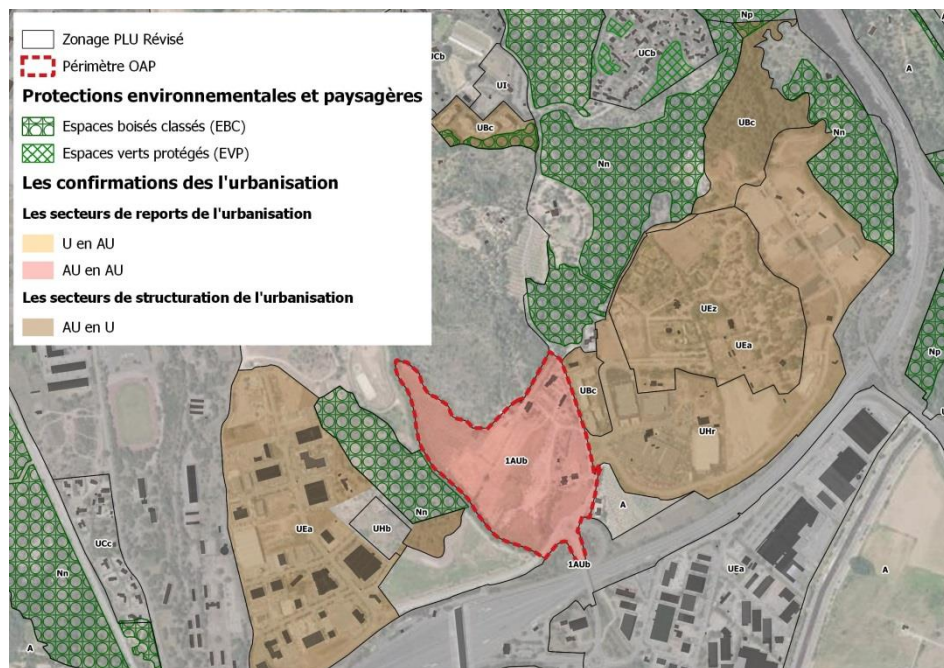 Zonage PLU Révisé
Périmètre OAP
Protections environnementales et paysagères
Espaces boisés classés (EBC)
Espaces verts protégés (EVP)
Les confirmations des l'urbanisation
Les secteurs de reports de l'urbanisation
U en AU
AU en AU
Les secteurs de structuration de l'urbanisation
AU en U
UCb
UI
UBc
UCb
Np
A
UBc
Nn
Nn
UEz
UEa
Np
UBc
UHr
1AUb
UEa
Nn
UHb
A
1AUb
UEa
A
UCc
Nn
A